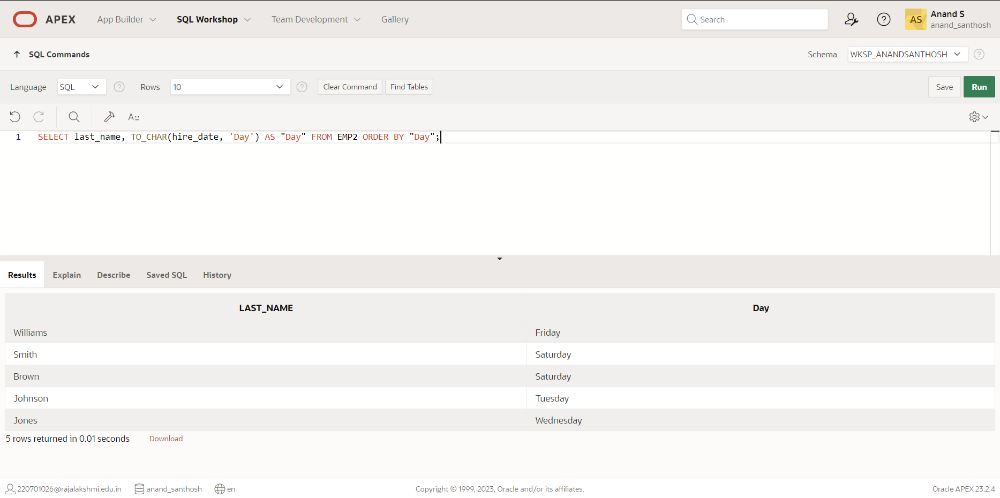 APEX App Builder SQL Workshop Team Development Gallery Search AS Anand S
anand_santhosh
SQL Commands Schema WKSP_ANANDSANTHOSH ?
Language SQL ? Rows 10 ? Clear Command Find Tables Save Run
A::
1 SELECT last_name, TO_CHAR(hire_date, 'Day') AS "Day" FROM EMP2 ORDER BY "Day";
Results Explain Describe Saved SQL History
LAST_NAME Day
Williams Friday
Smith Saturday
Brown Saturday
Johnson Tuesday
Jones Wednesday
5 rows returned in 0.01 seconds Download
220701026@rajalakshmi.edu.in anand_santhosh en Copyright © 1999, 2023, Oracle and/or its affiliates. Oracle APEX 23.2.4